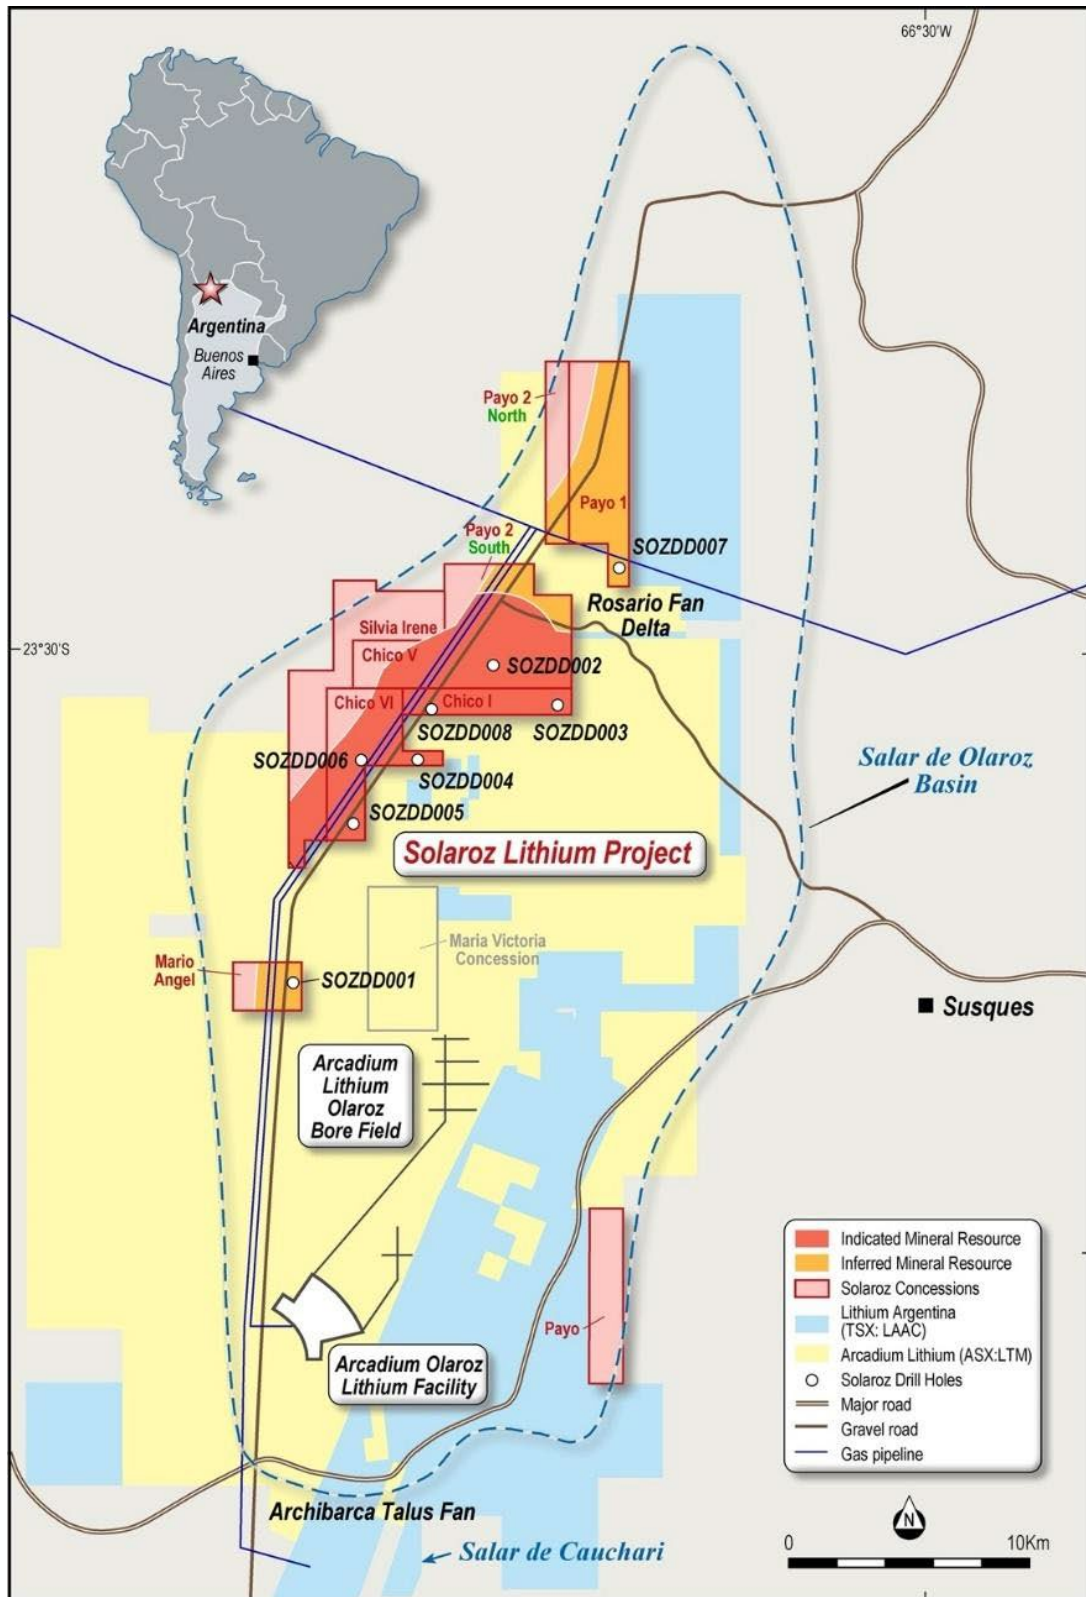 66°30'W
Argentina
Buenos
Aires
Payo 2
North
Payo 1
Payo 2
South
SOZDD007
Rosario Fan
Delta
Silvia Irene
23°30'S
Chico V
SOZDD002
Chico VI
Chico I
SOZDD008
SOZDD003
SOZDD006
SOZDD004
SOZDD005
Salar de Olaroz
Basin
Solaroz Lithium Project
Maria Victoria
Concession
Mario
Angel
SOZDD001
Susques
Arcadium
Lithium
Olaroz
Bore Field
Payo
Arcadium Olaroz
Lithium Facility
Archibarca Talus Fan
Salar de Cauchari
Indicated Mineral Resource
Inferred Mineral Resource
Solaroz Concessions
Lithium Argentina
(TSX: LAAC)
Arcadium Lithium (ASX:LTM)
Solaroz Drill Holes
Major road
Gravel road
Gas pipeline
N
0 10Km